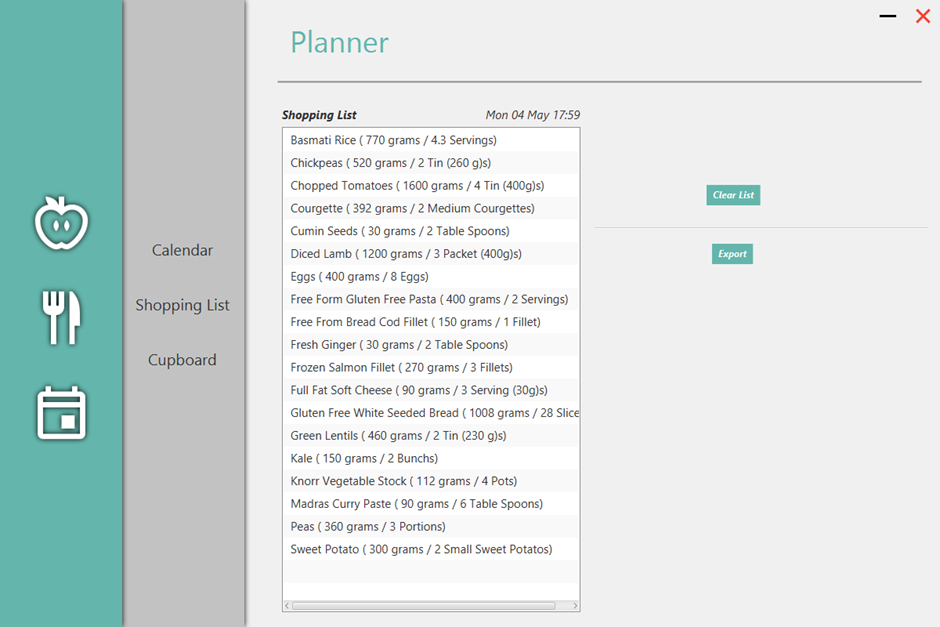 Planner
Shopping List Mon 04 May 17:59
Basmati Rice ( 770 grams / 4.3 Servings)
Chickpeas ( 520 grams / 2 Tin (260 g)s)
Chopped Tomatoes ( 1600 grams / 4 Tin (400g)s)
Courgette ( 392 grams / 2 Medium Courgettes)
Cumin Seeds ( 30 grams / 2 Table Spoons)
Diced Lamb ( 1200 grams / 3 Packet (400g)s)
Eggs ( 400 grams / 8 Eggs)
Free Form Gluten Free Pasta ( 400 grams / 2 Servings)
Free From Bread Cod Fillet ( 150 grams / 1 Fillet)
Fresh Ginger ( 30 grams / 2 Table Spoons)
Frozen Salmon Fillet ( 270 grams / 3 Fillets)
Full Fat Soft Cheese ( 90 grams / 3 Serving (30g)s)
Gluten Free White Seeded Bread ( 1008 grams / 28 Slice
Green Lentils ( 460 grams / 2 Tin (230 g)s)
Kale ( 150 grams / 2 Bunchs)
Knorr Vegetable Stock ( 112 grams / 4 Pots)
Madras Curry Paste ( 90 grams / 6 Table Spoons)
Peas ( 360 grams / 3 Portions)
Sweet Potato ( 300 grams / 2 Small Sweet Potatos)
Clear List
Export
Calendar
Shopping List
Cupboard